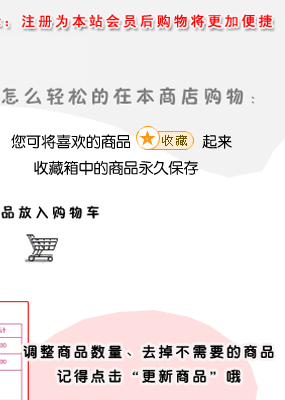 ：注册为本站会员后购物将更加便捷
怎么轻松的在本商店购物：
您可将喜欢的商品 收藏 起来
收藏箱中的商品永久保存
品放入购物车
调整商品数量、去掉不需要的商品
记得点击“更新商品”哦